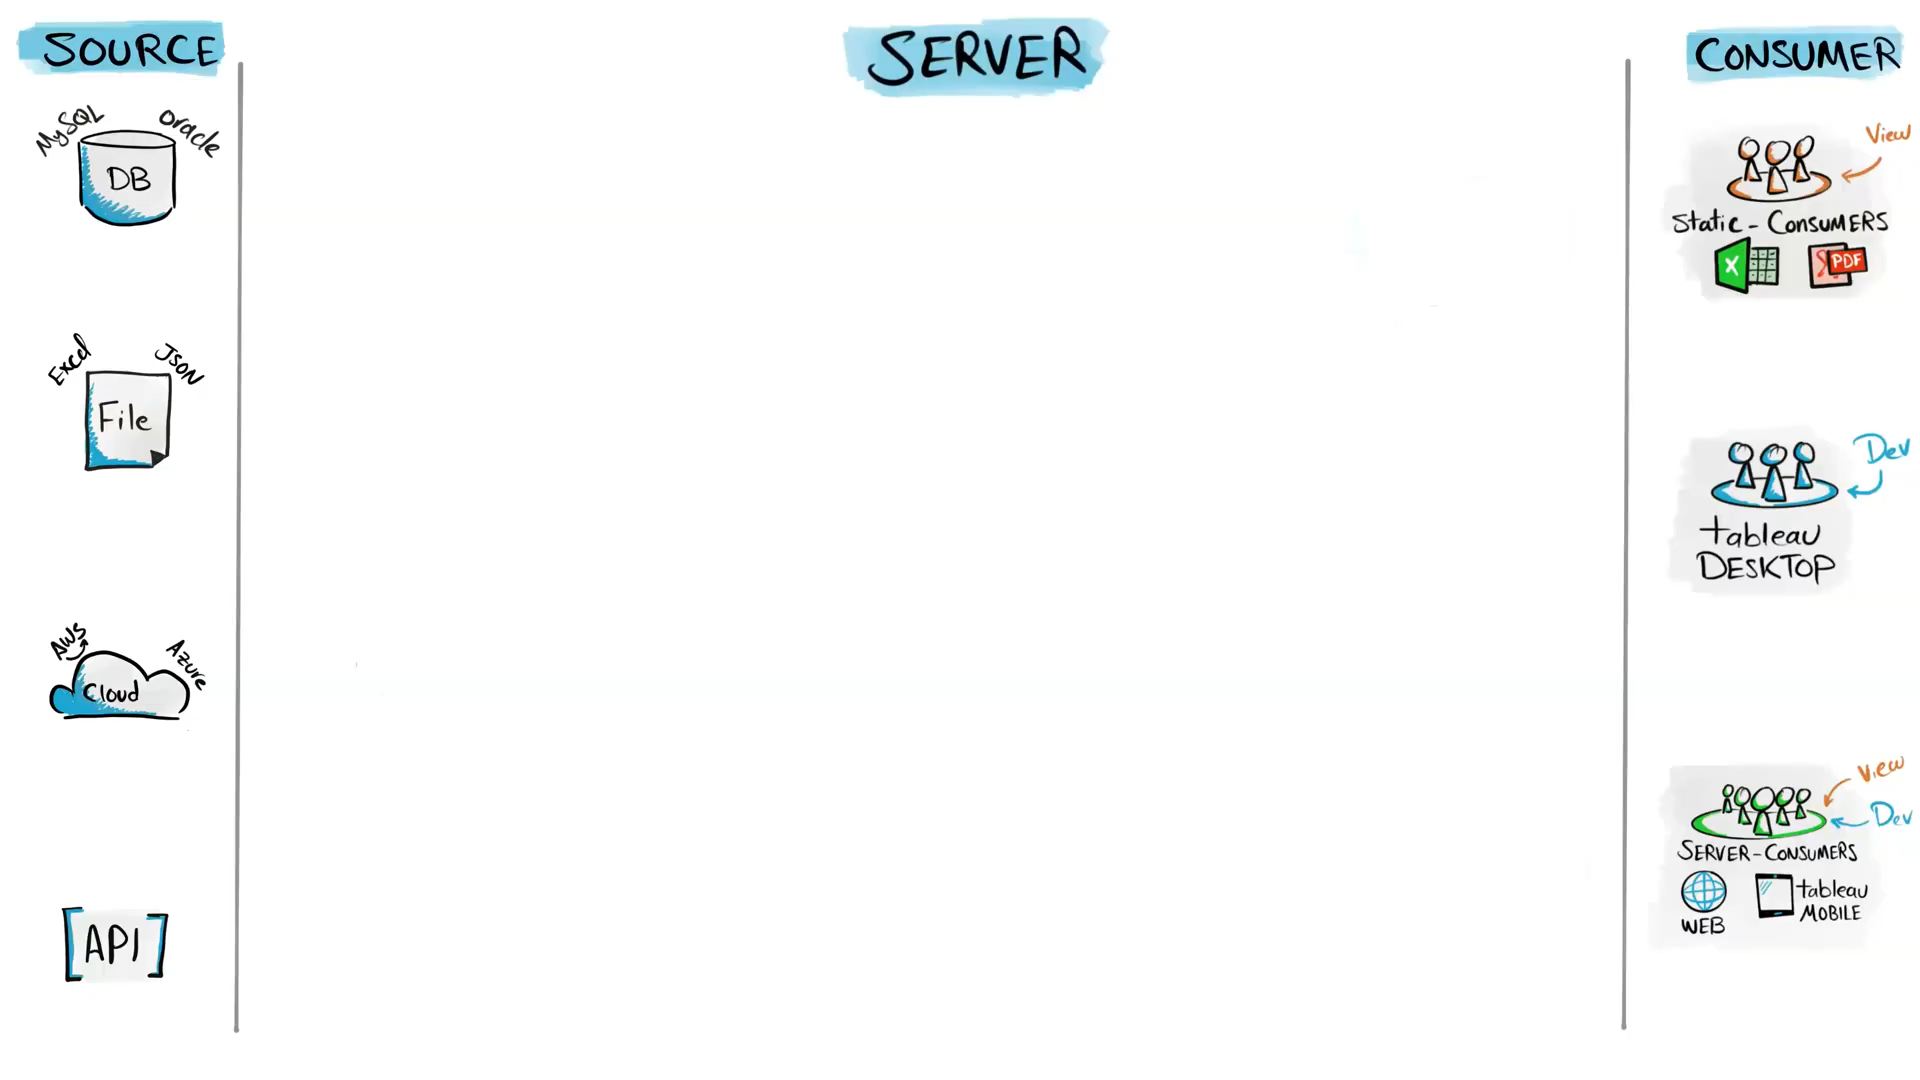 SOURCE
SERVER
CONSUMER
MySQL
Oracle
DB
Excel
JSON
File
AWS
Azure
Cloud
[API]
View
Static-CONSUMERS
X
PDF
Dev
tableau
DESKTOP
View
Dev
SERVER-CONSUMERS
WEB
tableau
MOBILE